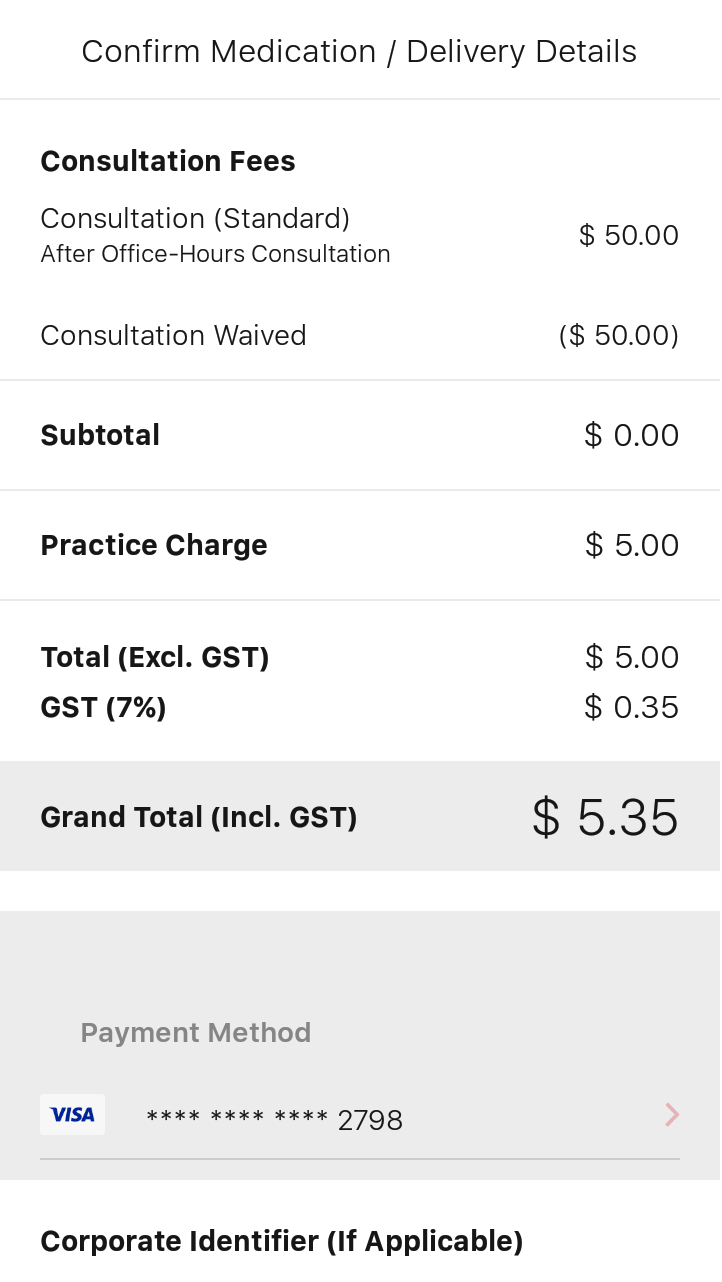 Confirm Medication / Delivery Details
Consultation Fees
Consultation (Standard)
After Office-Hours Consultation
$ 50.00
Consultation Waived ($ 50.00)
Subtotal $ 0.00
Practice Charge $ 5.00
Total (Excl. GST) $ 5.00
GST (7%) $ 0.35
Grand Total (Incl. GST) $ 5.35
Payment Method
VISA **** **** **** 2798
Corporate Identifier (If Applicable)